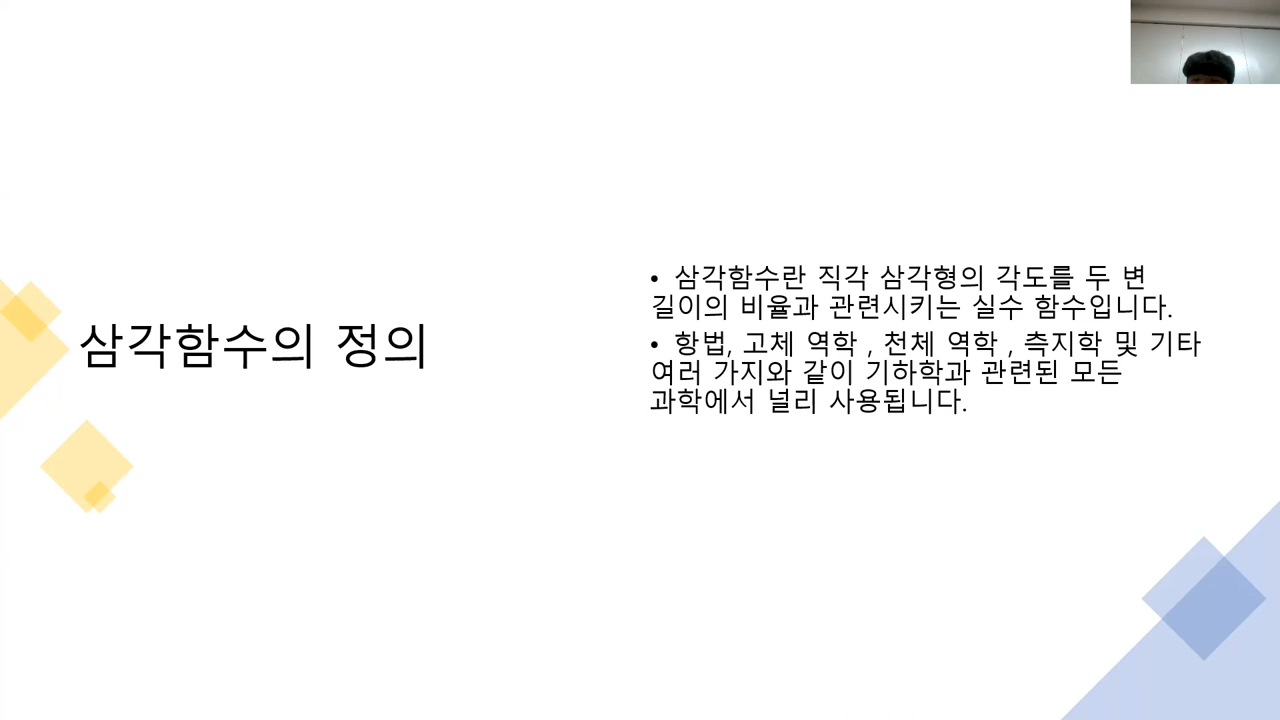 삼각함수의 정의
• 삼각함수란 직각 삼각형의 각도를 두 변
길이의 비율과 관련시키는 실수 함수입니다.
• 항법, 고체 역학 , 천체 역학 , 측지학 및 기타
여러 가지와 같이 기하학과 관련된 모든
과학에서 널리 사용됩니다.